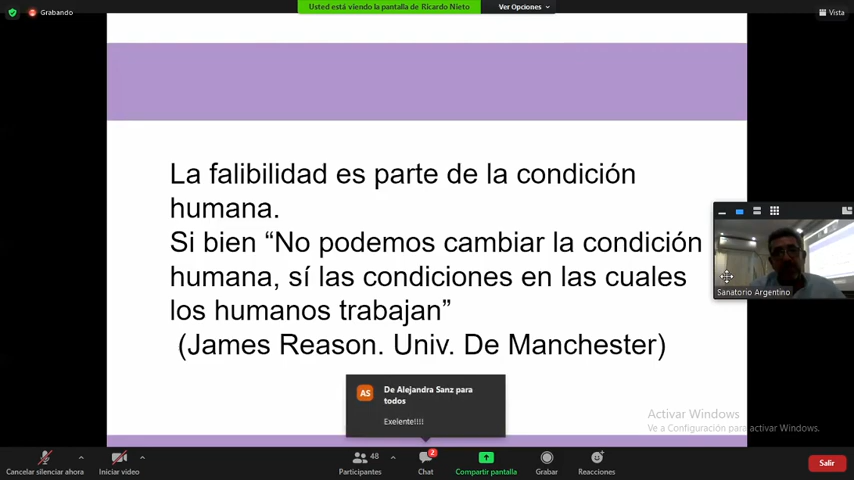 Grabando
Usted está viendo la pantalla de Ricardo Nieto
Ver Opciones
Vista
La falibilidad es parte de la condición
humana.
Si bien “No podemos cambiar la condición
humana, sí las condiciones en las cuales
los humanos trabajan”
(James Reason. Univ. De Manchester)
Sanatorio Argentino
AS
De Alejandra Sanz para
todos
Exelente!!!!
Activar Windows
Ve a Configuración para activar Windows.
Cancelar silenciar ahora
Iniciar video
48
Participantes
2
Chat
Compartir pantalla
Grabar
Reacciones
Salir